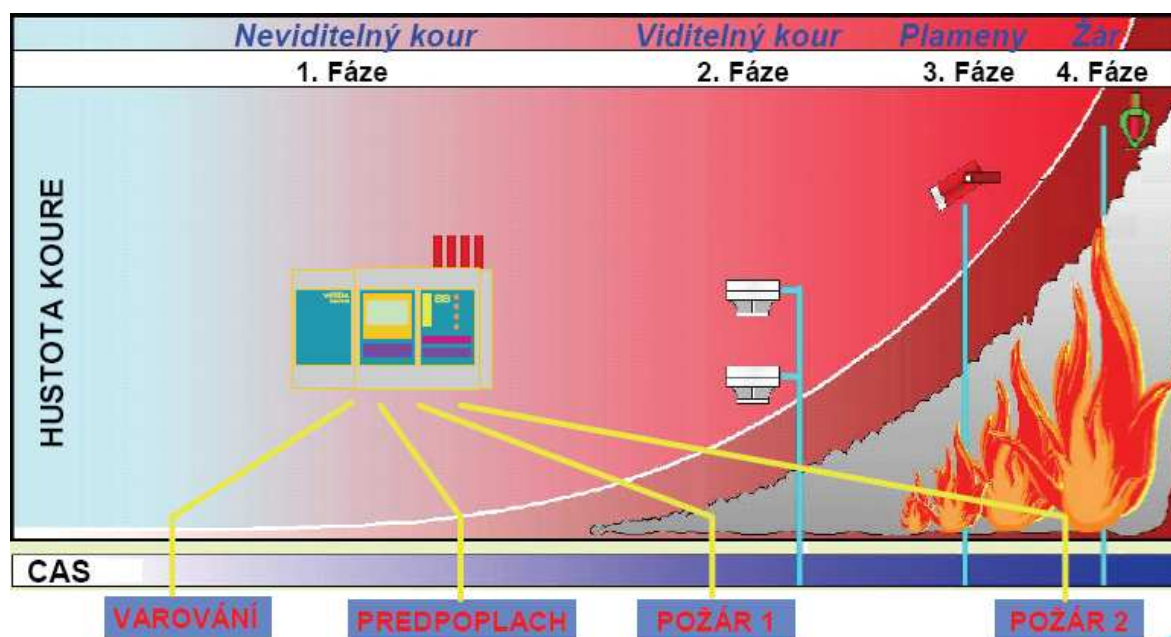 Neviditelný kour Viditelný kour Plameny Žár
1. Fáze 2. Fáze 3. Fáze 4. Fáze
HUSTOTA KOURE
CAS
VAROVÁNÍ PREDPOPLACH POŽÁR 1 POŽÁR 2